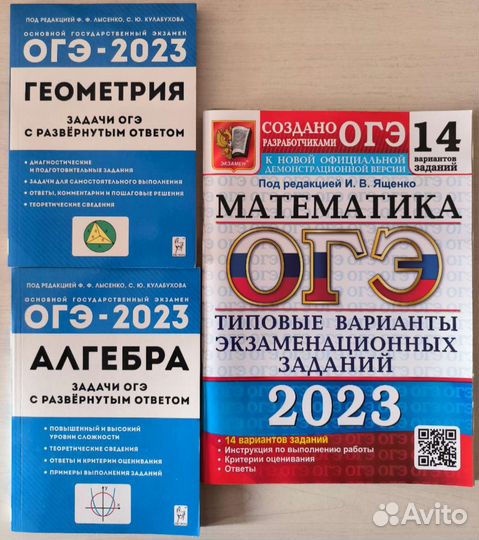 ПОД РЕДАКЦИЕЙ Ф. Ф. ЛЫСЕНКО, С. Ю. КУЛАБУХОВА
ОСНОВНОЙ ГОСУДАРСТВЕННЫЙ ЭКЗАМЕН
ОГЭ-2023
ГЕОМЕТРИЯ
ЗАДАЧИ ОГЭ
С РАЗВЁРНУТЫМ ОТВЕТОМ
• ДИАГНОСТИЧЕСКИЕ
И ПОДГОТОВИТЕЛЬНЫЕ ЗАДАНИЯ
• ЗАДАЧИ ДЛЯ САМОСТОЯТЕЛЬНОГО ВЫПОЛНЕНИЯ
• ОТВЕТЫ, КОММЕНТАРИИ И ПОШАГОВЫЕ РЕШЕНИЯ
• ТЕОРЕТИЧЕСКИЕ СВЕДЕНИЯ
ПОД РЕДАКЦИЕЙ Ф. Ф. ЛЫСЕНКО, С. Ю. КУЛАБУХОВА
ОСНОВНОЙ ГОСУДАРСТВЕННЫЙ ЭКЗАМЕН
ОГЭ-2023
АЛГЕБРА
ЗАДАЧИ ОГЭ
С РАЗВЁРНУТЫМ ОТВЕТОМ
• ПОВЫШЕННЫЙ И ВЫСОКИЙ
УРОВНИ СЛОЖНОСТИ
• ТЕОРЕТИЧЕСКИЕ СВЕДЕНИЯ
• ОТВЕТЫ И КРИТЕРИИ ОЦЕНИВАНИЯ
• ПРИМЕРЫ ВЫПОЛНЕНИЯ ЗАДАНИЙ
ЭКЗАМЕН
СОЗДАНО
РАЗРАБОТЧИКАМИ ОГЭ
К НОВОЙ ОФИЦИАЛЬНОЙ
ДЕМОНСТРАЦИОННОЙ ВЕРСИИ
14
вариантов
заданий
Под редакцией И. В. Ященко
МАТЕМАТИКА
ОГЭ
ТИПОВЫЕ ВАРИАНТЫ
ЭКЗАМЕНАЦИОННЫХ
ЗАДАНИЙ
2023
• 14 вариантов заданий
• Инструкция по выполнению работы
• Критерии оценивания
• Ответы
Avito